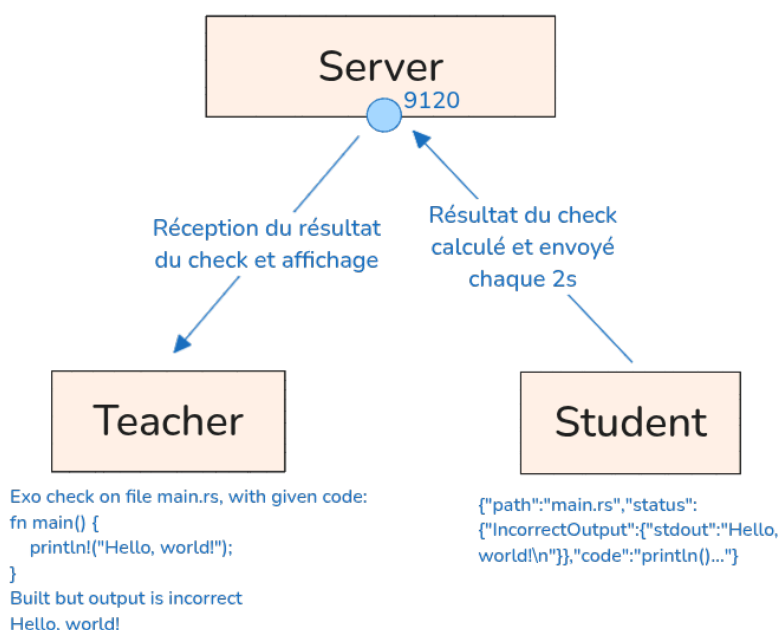 Server
9120
Réception du résultat
du check et affichage
Résultat du check
calculé et envoyé
chaque 2s
Teacher
Student
Exo check on file main.rs, with given code:
fn main() {
    println!("Hello, world!");
}
Built but output is incorrect
Hello, world!
{"path":"main.rs","status":
{"IncorrectOutput":{"stdout":"Hello,
world!\n"}},"code":"println()..."}